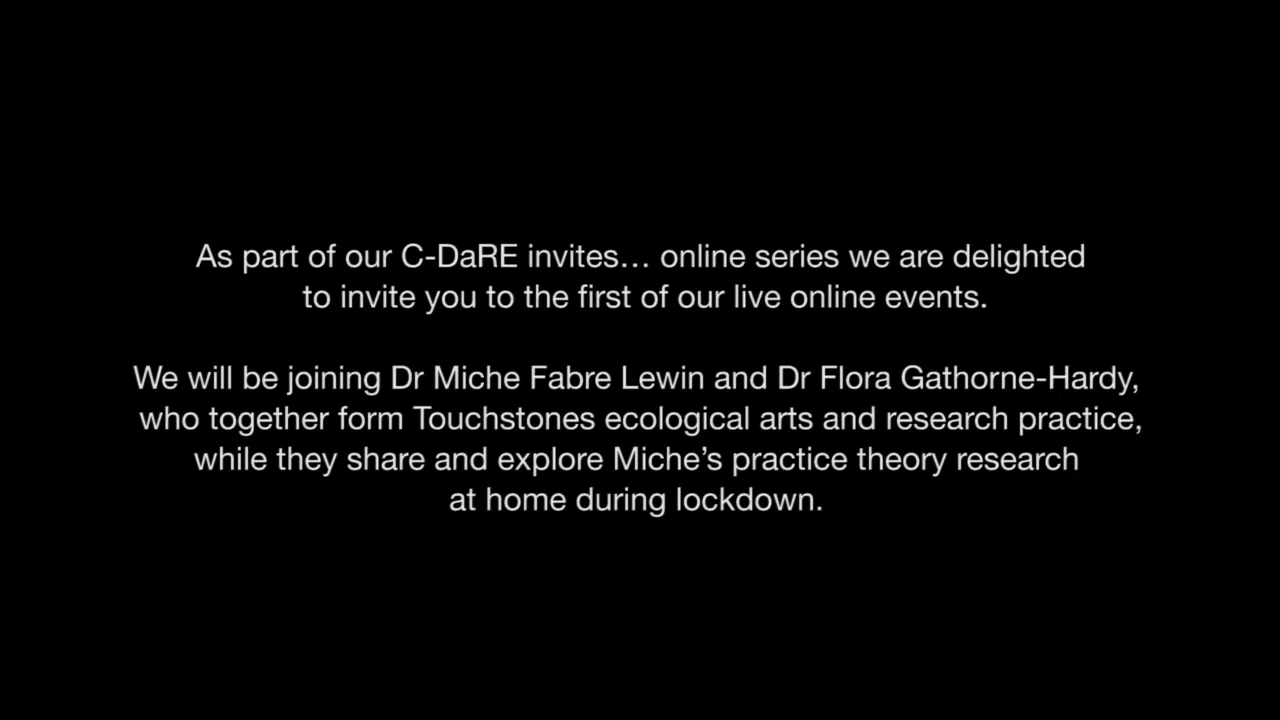 As part of our C-DaRE invites… online series we are delighted
to invite you to the first of our live online events.
We will be joining Dr Miche Fabre Lewin and Dr Flora Gathorne-Hardy,
who together form Touchstones ecological arts and research practice,
while they share and explore Miche’s practice theory research
at home during lockdown.